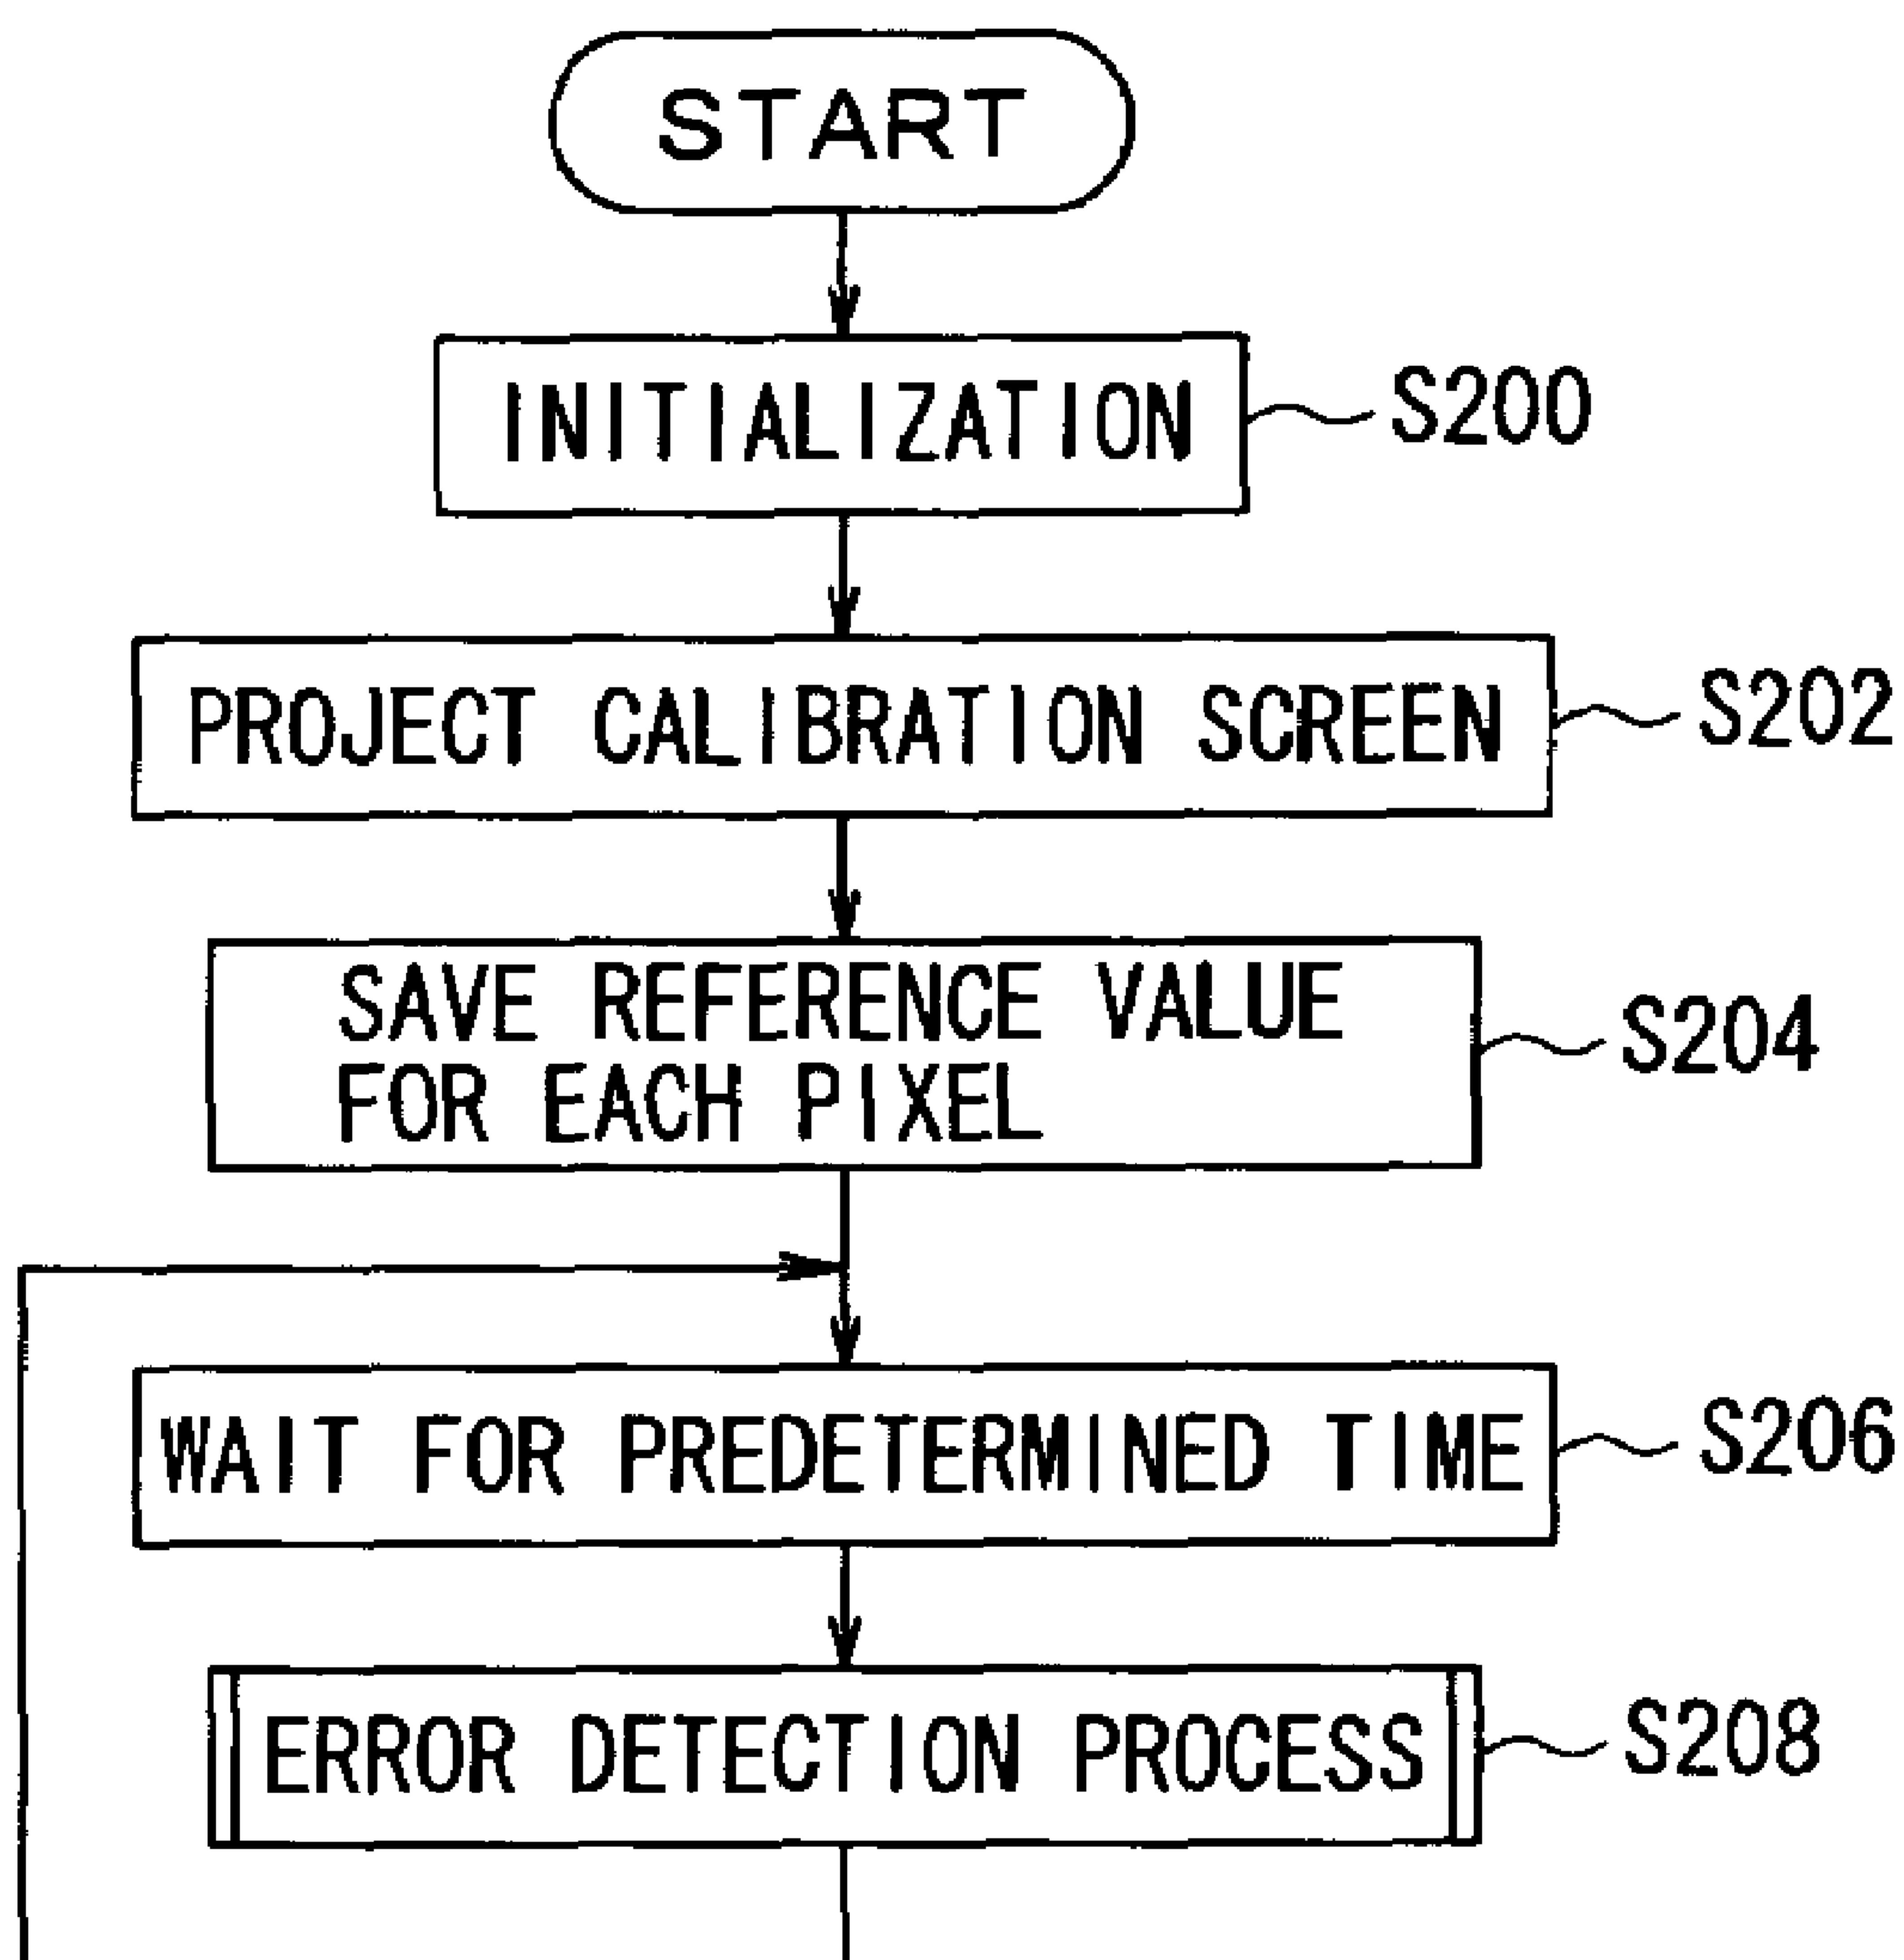 START
INITIALIZATION
S200
PROJECT CALIBRATION SCREEN
S202
SAVE REFERENCE VALUE
FOR EACH PIXEL
S204
WAIT FOR PREDETERMINED TIME
S206
ERROR DETECTION PROCESS
S208